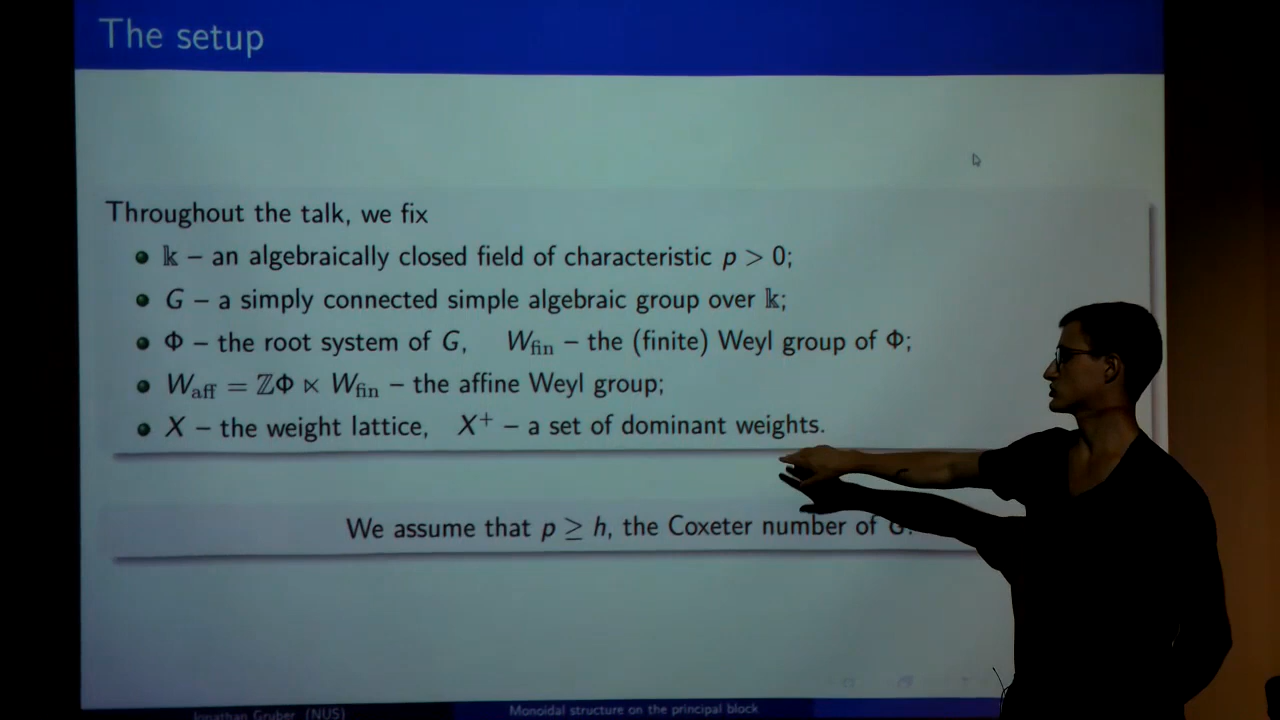 The setup
Throughout the talk, we fix
𝕜 – an algebraically closed field of characteristic p > 0;
G – a simply connected simple algebraic group over 𝕜;
Φ – the root system of G, W_fin – the (finite) Weyl group of Φ;
W_aff = ℤΦ ⋉ W_fin – the affine Weyl group;
X – the weight lattice, X⁺ – a set of dominant weights.
We assume that p ≥ h, the Coxeter number of G.
Jonathan Gruber (NUS)
Monoidal structure on the principal block